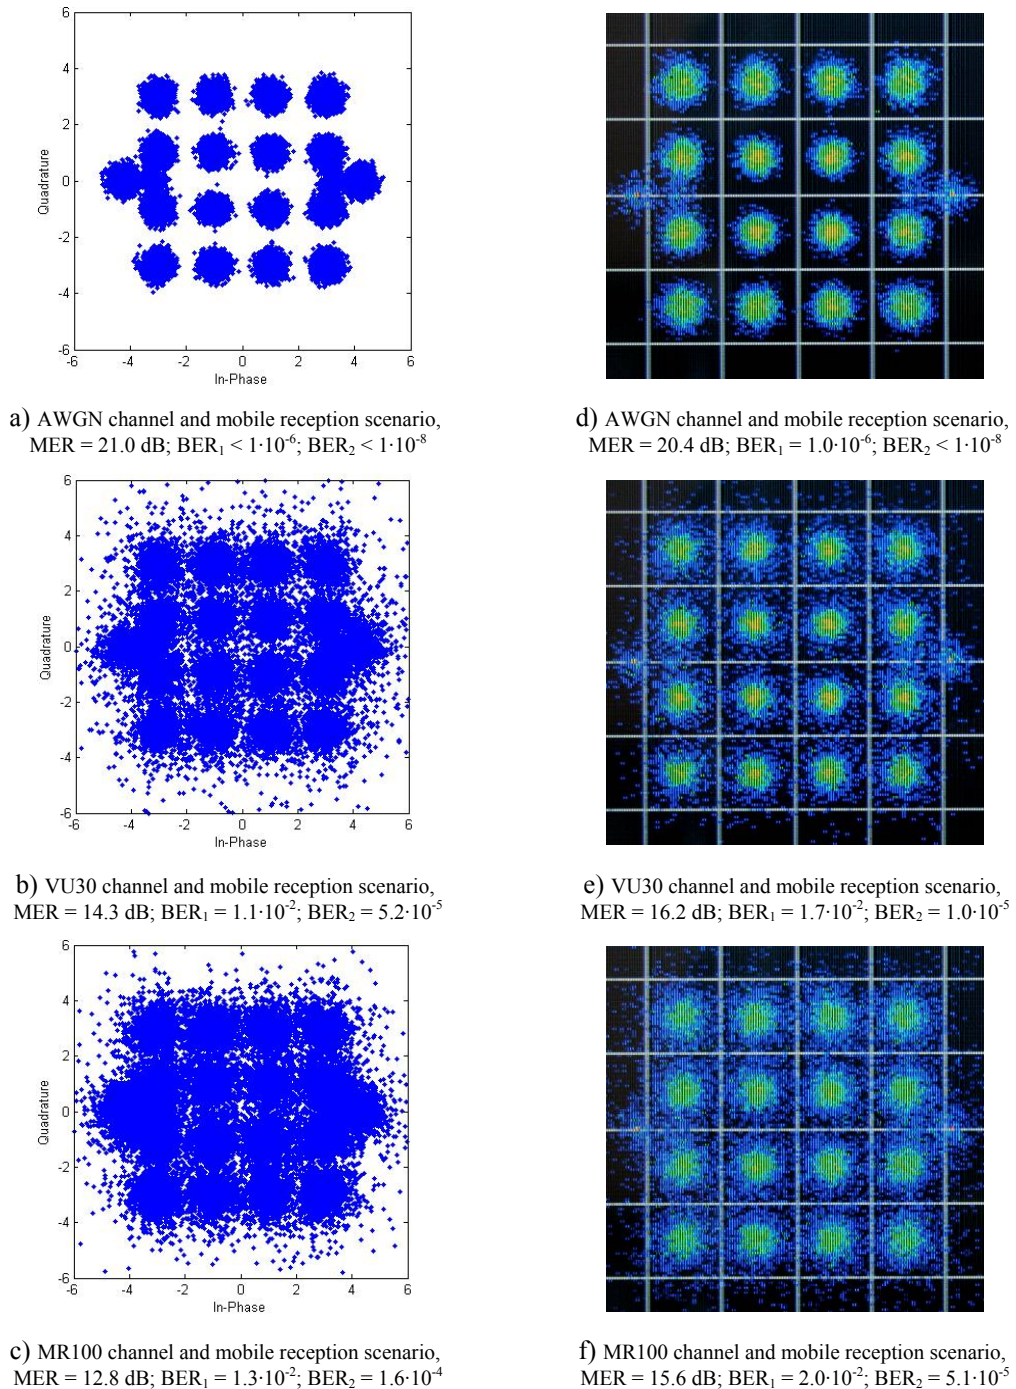 6
4
2
0
-2
-4
-6
-6 -4 -2 0 2 4 6
Quadrature
In-Phase
a) AWGN channel and mobile reception scenario,
MER = 21.0 dB; BER₁ < 1·10⁻⁶; BER₂ < 1·10⁻⁸
d) AWGN channel and mobile reception scenario,
MER = 20.4 dB; BER₁ = 1.0·10⁻⁶; BER₂ < 1·10⁻⁸
6
4
2
0
-2
-4
-6
-6 -4 -2 0 2 4 6
Quadrature
In-Phase
b) VU30 channel and mobile reception scenario,
MER = 14.3 dB; BER₁ = 1.1·10⁻²; BER₂ = 5.2·10⁻⁵
e) VU30 channel and mobile reception scenario,
MER = 16.2 dB; BER₁ = 1.7·10⁻²; BER₂ = 1.0·10⁻⁵
6
4
2
0
-2
-4
-6
-6 -4 -2 0 2 4 6
Quadrature
In-Phase
c) MR100 channel and mobile reception scenario,
MER = 12.8 dB; BER₁ = 1.3·10⁻²; BER₂ = 1.6·10⁻⁴
f) MR100 channel and mobile reception scenario,
MER = 15.6 dB; BER₁ = 2.0·10⁻²; BER₂ = 5.1·10⁻⁵